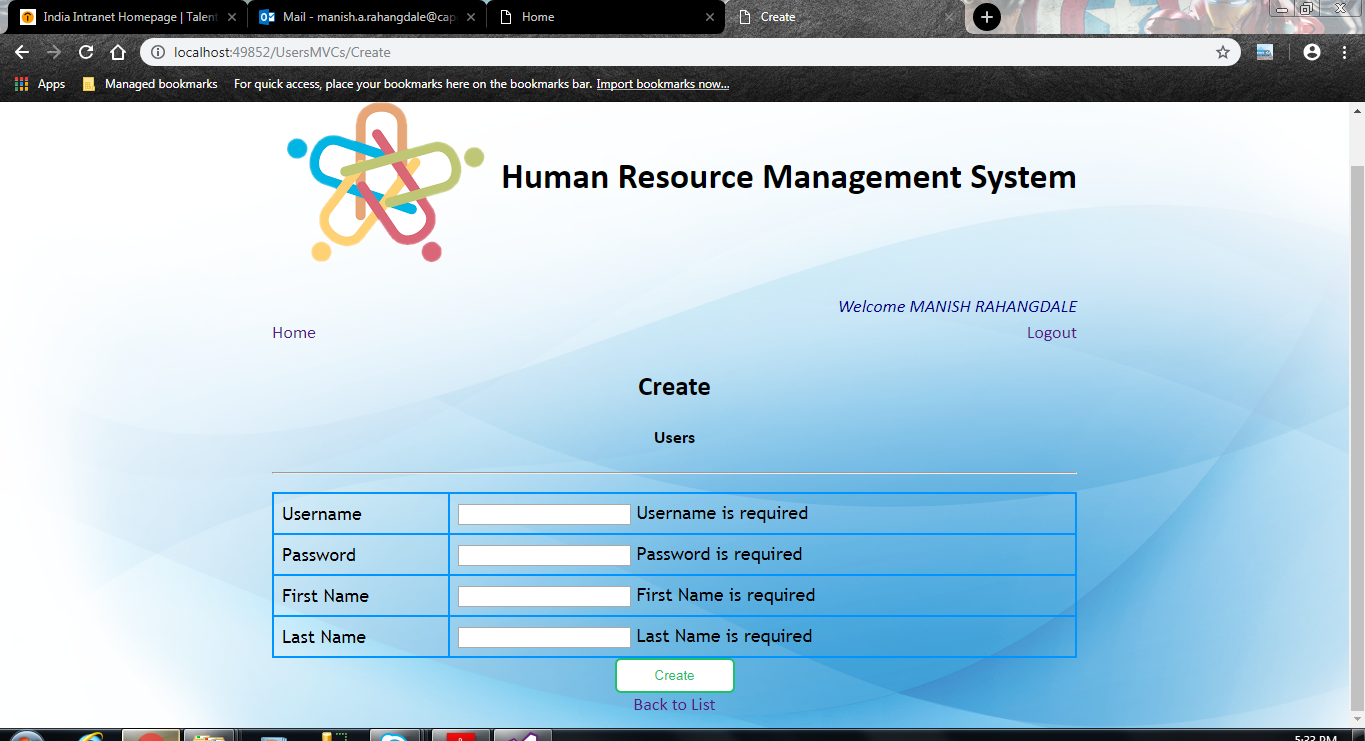 India Intranet Homepage | Talent
Mail - manish.a.rahangdale@cap
Home
Create
localhost:49852/UsersMVCs/Create
Apps
Managed bookmarks
For quick access, place your bookmarks here on the bookmarks bar. Import bookmarks now...
Human Resource Management System
Welcome MANISH RAHANGDALE
Home Logout
Create
Users
Username Username is required
Password Password is required
First Name First Name is required
Last Name Last Name is required
Create
Back to List
5:33 PM